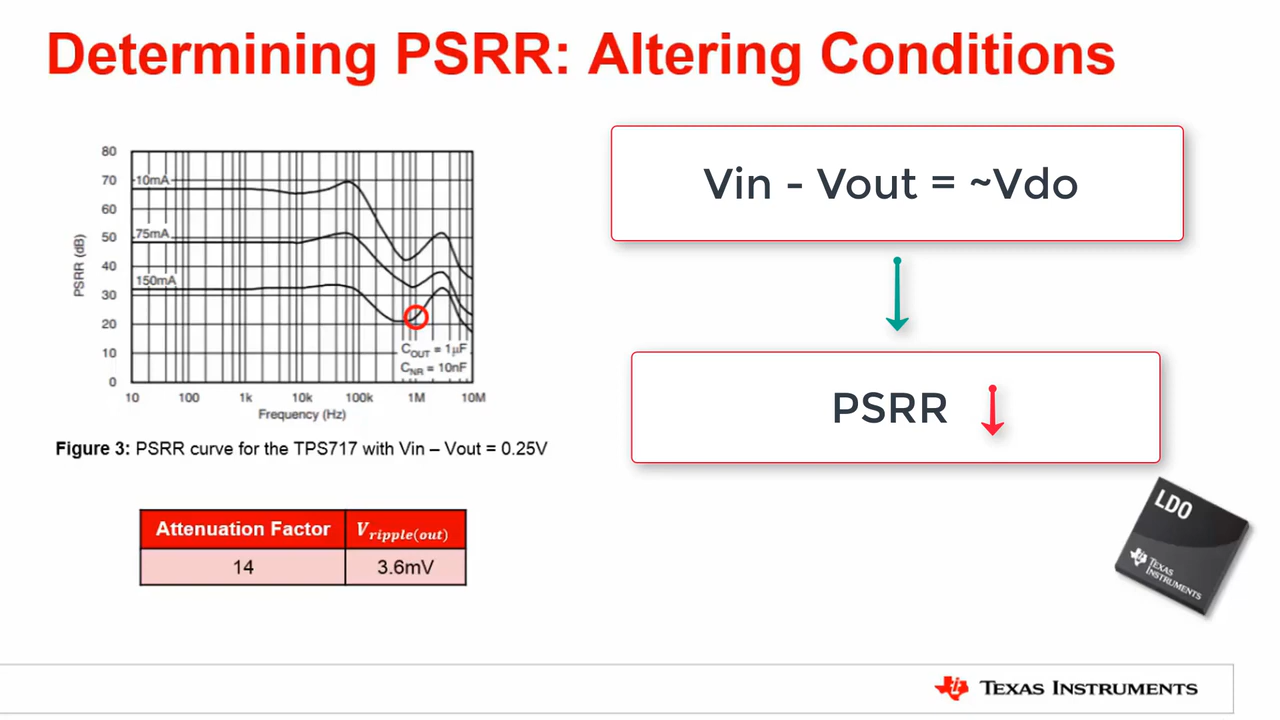 Determining PSRR: Altering Conditions
80
70
60
50
40
30
20
10
0
PSRR (dB)
10mA
75mA
150mA
COUT = 1µF
CNR = 10nF
10 100 1k 10k 100k 1M 10M
Frequency (Hz)
Figure 3: PSRR curve for the TPS717 with Vin – Vout = 0.25V
Attenuation Factor Vripple(out)
14 3.6mV
Vin - Vout = ~Vdo
PSRR
LDO
TEXAS
INSTRUMENTS
TEXAS INSTRUMENTS